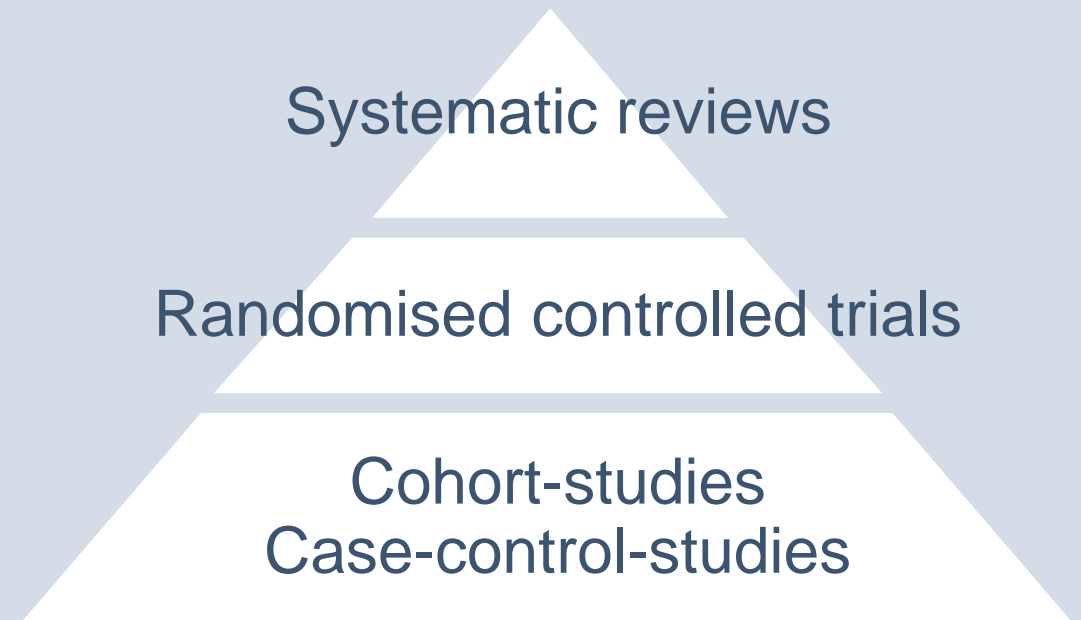 Systematic reviews
Randomised controlled trials
Cohort-studies
Case-control-studies